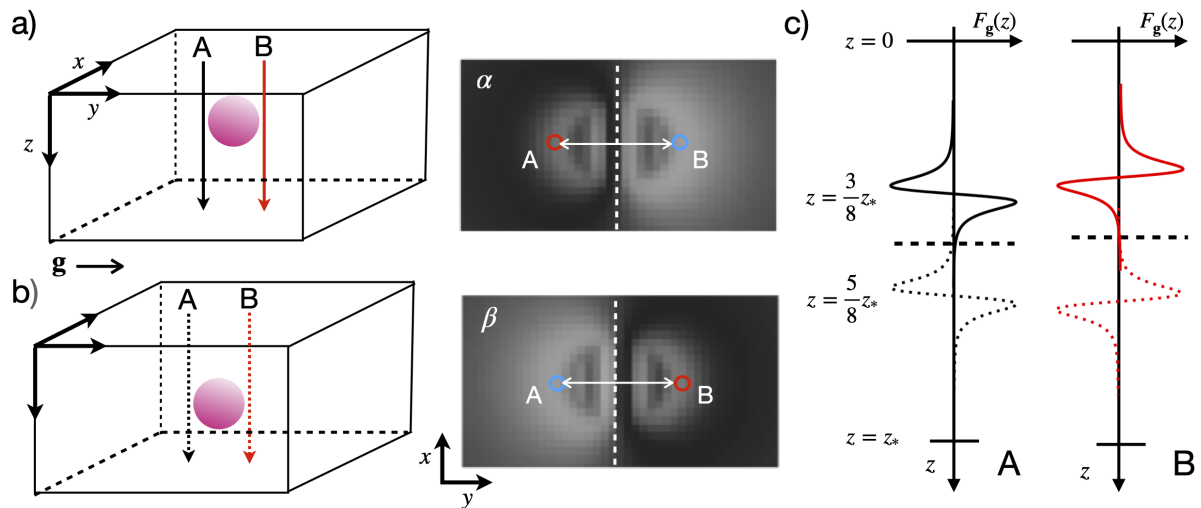 a)
A
B
x
y
z
α
A
B
g
b)
A
B
β
A
B
x
y
c)
z = 0
F_g(z)
F_g(z)
z = 3/8 z_*
z = 5/8 z_*
z = z_*
z
A
z
B